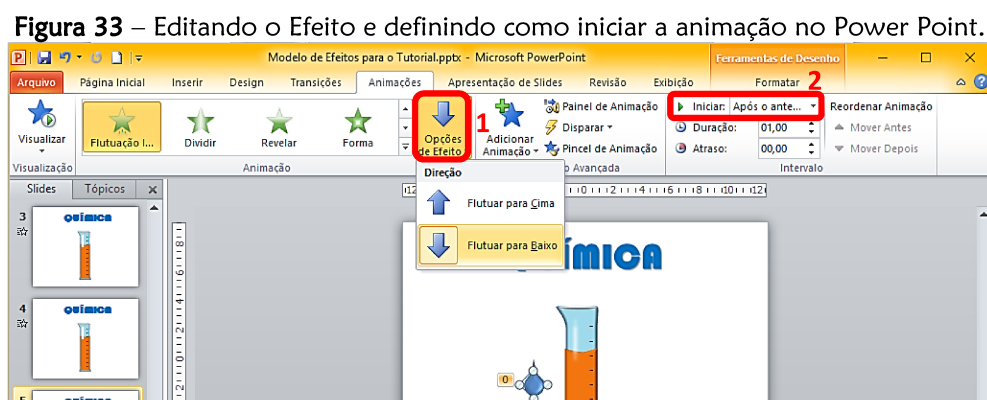 Figura 33 – Editando o Efeito e definindo como iniciar a animação no Power Point.
Modelo de Efeitos para o Tutorial.pptx - Microsoft PowerPoint
Ferramentas de Desenho
Arquivo Página Inicial Inserir Design Transições Animações Apresentação de Slides Revisão Exibição Formatar 2
Visualizar
Flutuação I...
Dividir
Revelar
Forma
Opções
de Efeito
1
Adicionar
Animação
Painel de Animação
Disparar
Pincel de Animação
Iniciar: Após o ante...
Duração: 01,00
Atraso: 00,00
Reordenar Animação
Mover Antes
Mover Depois
Visualização Animação o Avançada Intervalo
Direção
Flutuar para Cima
Flutuar para Baixo
Slides Tópicos
3
QUÍMICA
4
QUÍMICA
5
QUÍMICA
0